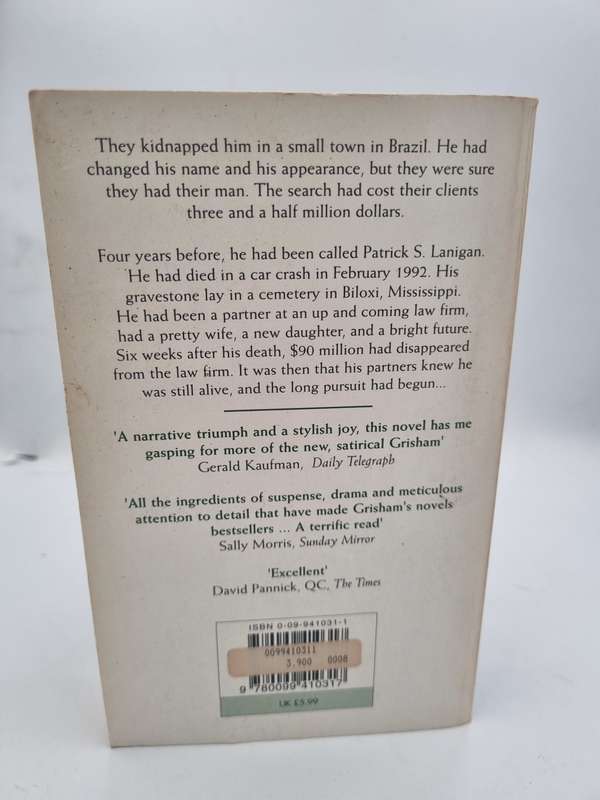 They kidnapped him in a small town in Brazil. He had
changed his name and his appearance, but they were sure
they had their man. The search had cost their clients
three and a half million dollars.
Four years before, he had been called Patrick S. Lanigan.
He had died in a car crash in February 1992. His
gravestone lay in a cemetery in Biloxi, Mississippi.
He had been a partner at an up and coming law firm,
had a pretty wife, a new daughter, and a bright future.
Six weeks after his death, $90 million had disappeared
from the law firm. It was then that his partners knew he
was still alive, and the long pursuit had begun...
'A narrative triumph and a stylish joy, this novel has me
gasping for more of the new, satirical Grisham'
Gerald Kaufman, Daily Telegraph
'All the ingredients of suspense, drama and meticulous
attention to detail that have made Grisham's novels
bestsellers ... A terrific read'
Sally Morris, Sunday Mirror
'Excellent'
David Pannick, QC, The Times
ISBN 0-09-941031-1
0099410311
3.900 0008
9 780099 410317
UK £5.99